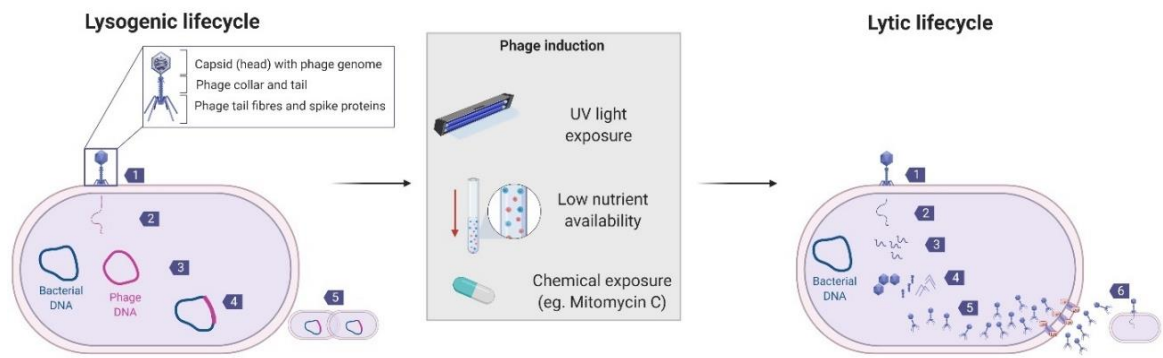 Lysogenic lifecycle
Capsid (head) with phage genome
Phage collar and tail
Phage tail fibres and spike proteins
1
2
3
4
5
Bacterial
DNA
Phage
DNA
Phage induction
UV light
exposure
Low nutrient
availability
Chemical exposure
(eg. Mitomycin C)
Lytic lifecycle
1
2
3
4
5
6
Bacterial
DNA